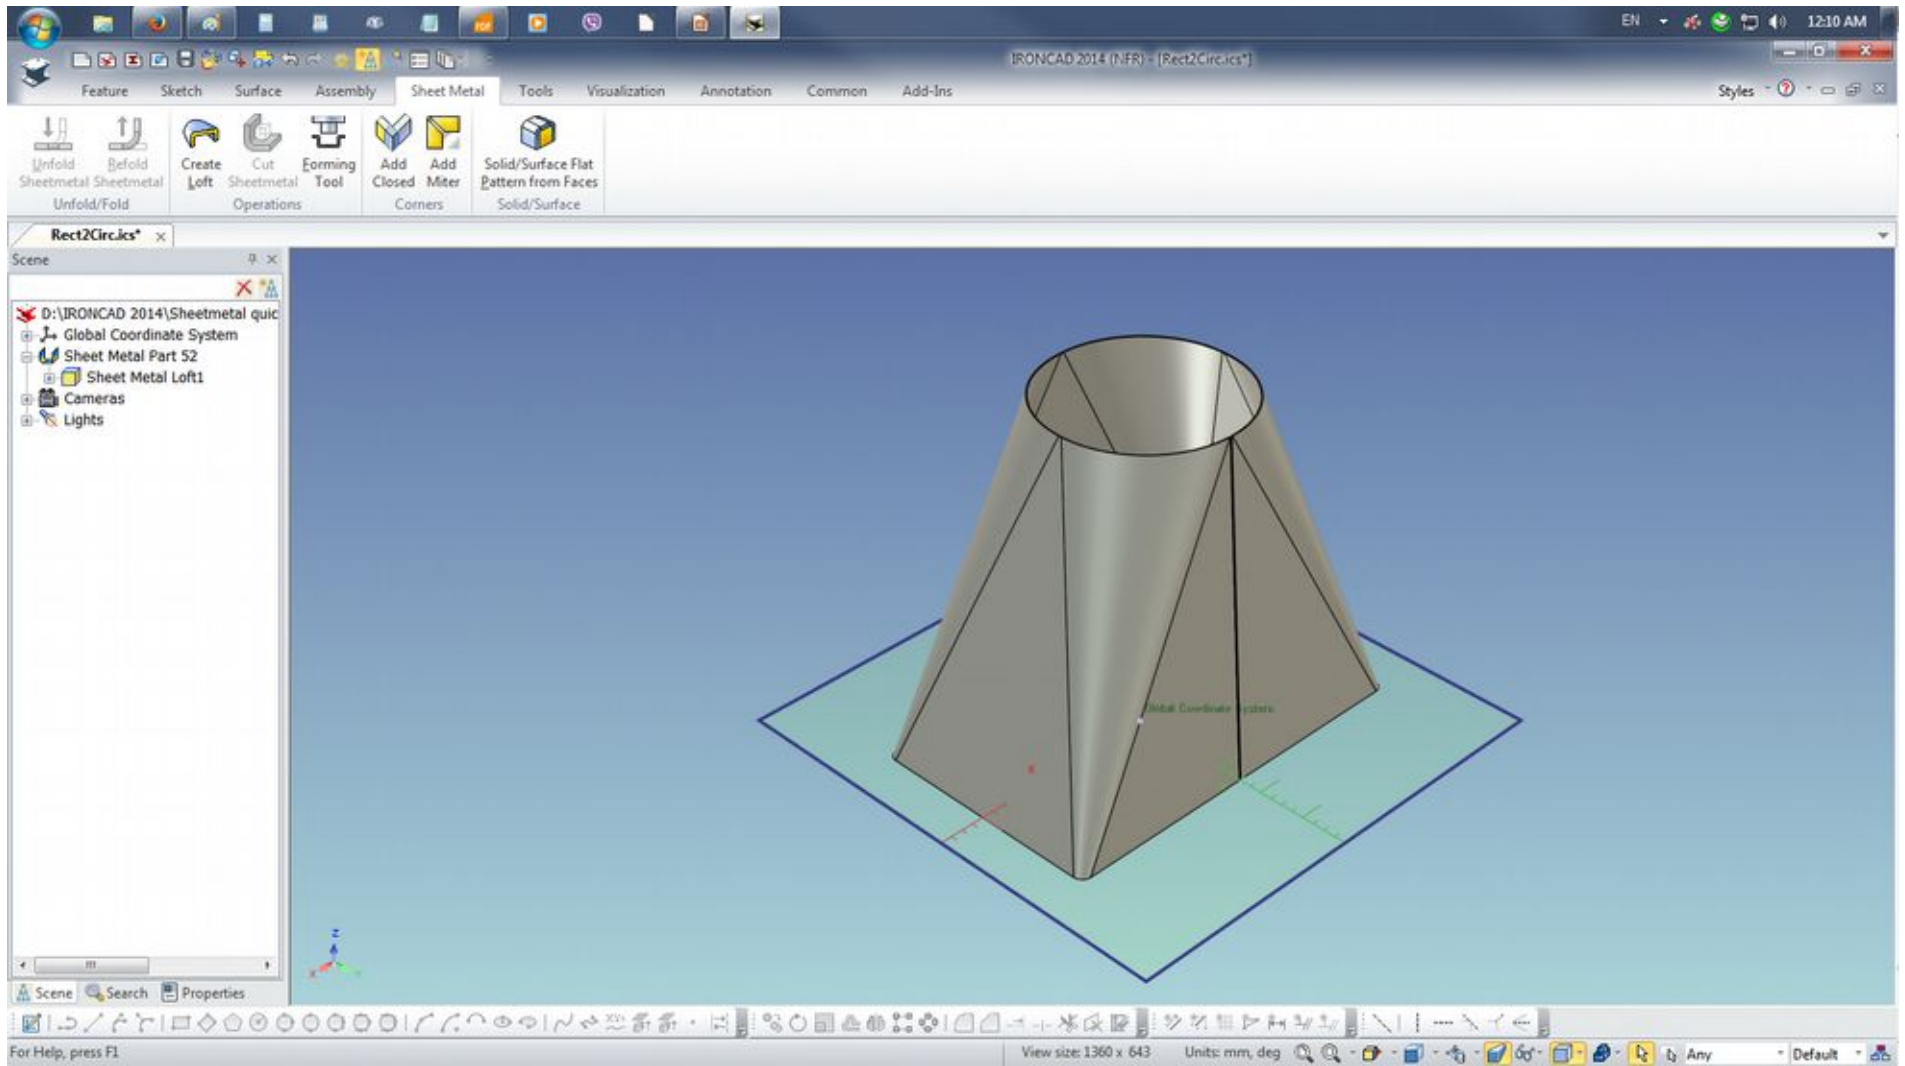 EN
12:10 AM
IRONCAD 2014 (NFR) - [Rect2Circ.ics*]
Feature Sketch Surface Assembly Sheet Metal Tools Visualization Annotation Common Add-Ins
Styles
Unfold Sheetmetal
Refold Sheetmetal
Create Loft
Cut Sheetmetal
Forming Tool
Add Closed
Add Miter
Solid/Surface Flat Pattern from Faces
Unfold/Fold
Operations
Corners
Solid/Surface
Rect2Circ.ics*
Scene
D:\IRONCAD 2014\Sheetmetal quic
Global Coordinate System
Sheet Metal Part 52
Sheet Metal Loft1
Cameras
Lights
Global Coordinate System
z
Scene Search Properties
For Help, press F1
View size: 1360 x 643
Units: mm, deg
Any
Default